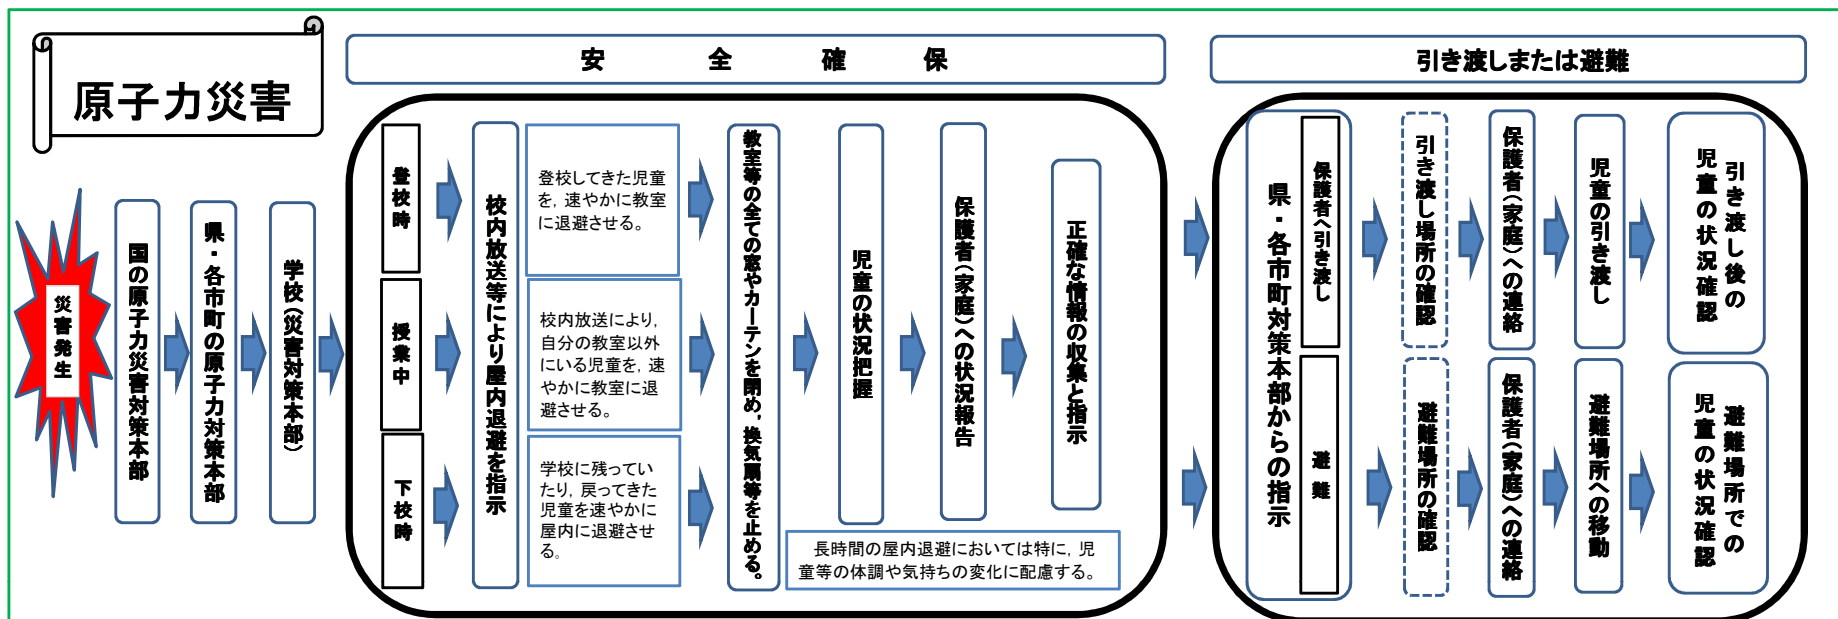 原子力災害
安全確保
引き渡しまたは避難
災害発生
国の原子力災害対策本部
県・各市町の原子力対策本部
学校（災害対策本部）
登校時
授業中
下校時
校内放送等により屋内退避を指示
登校してきた児童
を，速やかに教室
に退避させる。
校内放送により，
自分の教室以外
にいる児童を，速
やかに教室に退
避させる。
学校に残ってい
たり，戻ってきた
児童を速やかに
屋内に退避させ
る。
教室等の全ての窓やカーテンを閉め，換気扇等を止める。
児童の状況把握
保護者（家庭）への状況報告
正確な情報の収集と指示
長時間の屋内退避においては特に，児
童等の体調や気持ちの変化に配慮する。
県・各市町対策本部からの指示
保護者へ引き渡し
引き渡し場所の確認
保護者（家庭）への連絡
児童の引き渡し
引き渡し後の
児童の状況確認
避難
避難場所の確認
保護者（家庭）への連絡
避難場所への移動
避難場所での
児童の状況確認